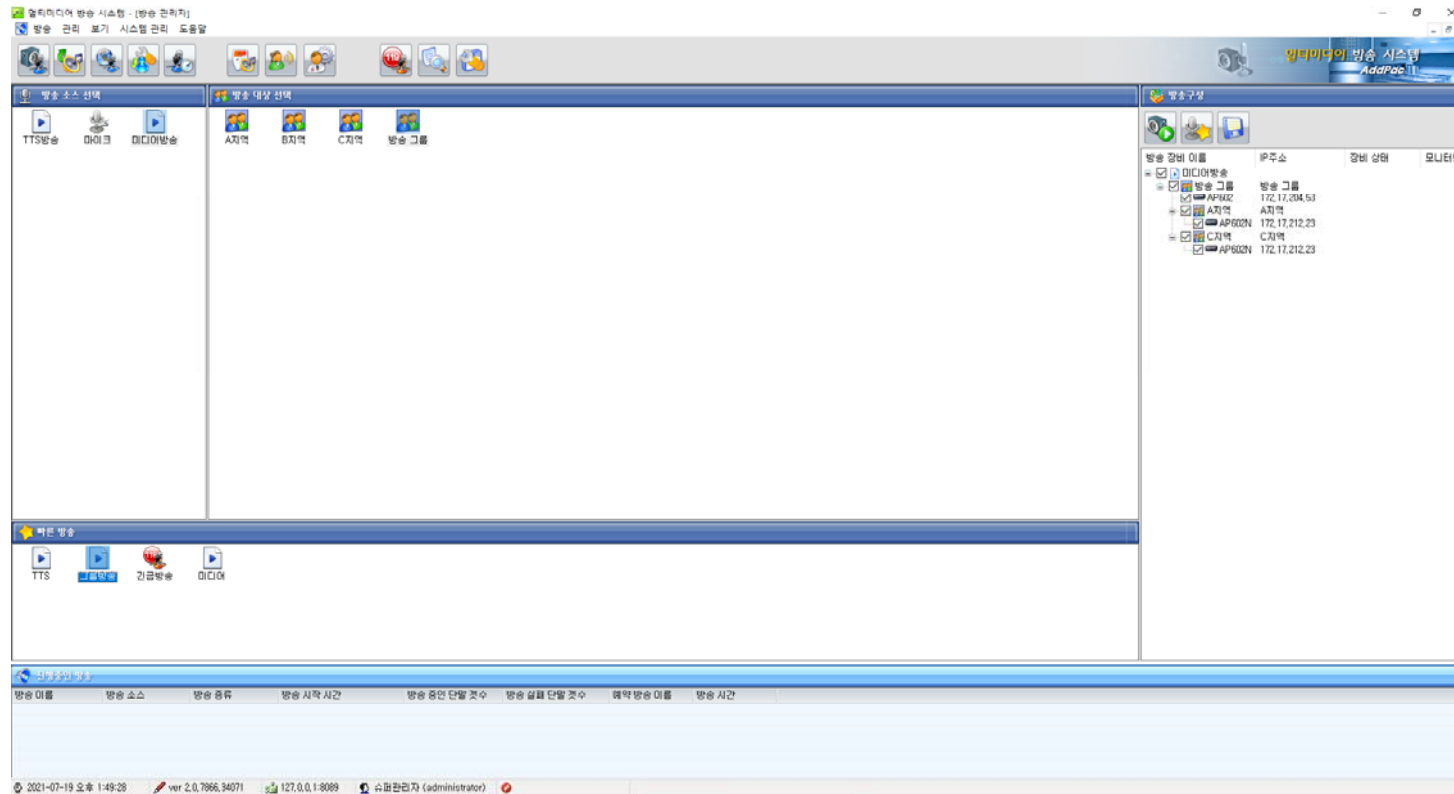 멀티미디어 방송 시스템 - [방송 관리자]
방송 관리 보기 시스템 관리 도움말
멀티미디어 방송 시스템
AddPac
방송 소스 선택
방송 대상 선택
방송구성
TTS방송 마이크 미디어방송
A지역 B지역 C지역 방송 그룹
방송 장비 이름 IP주소 장비 상태
미디어방송
방송 그룹 방송 그룹
AP602 172.17.204.53
A지역 A지역
AP602N 172.17.212.23
C지역 C지역
AP602N 172.17.212.23
빠른 방송
TTS 그룹방송 긴급방송 미디어
진행중인 방송
방송 이름 방송 소스 방송 종류 방송 시작 시간 방송 중인 단말 갯수 방송 실패 단말 갯수 예약 방송 이름 방송 시간
2021-07-19 오후 1:49:28 ver 2.0.7866.34071 127.0.0.1:8089 슈퍼관리자 (administrator)